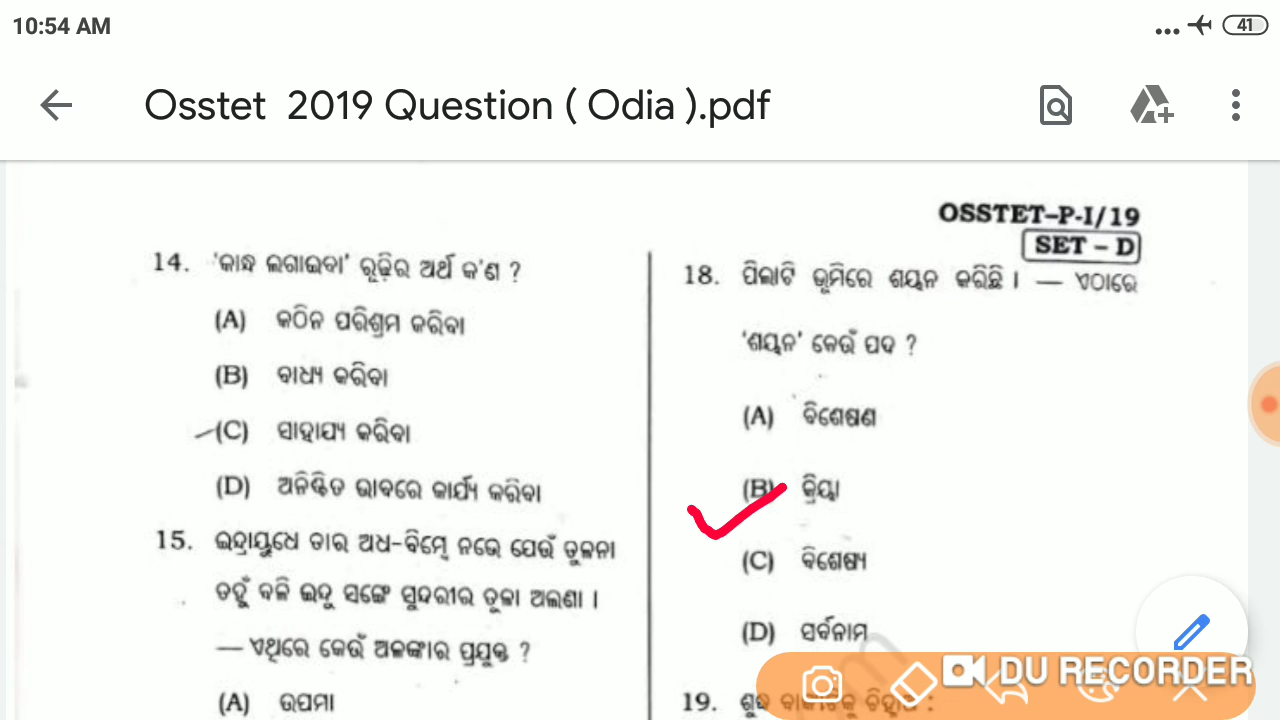 10:54 AM
41
Osstet 2019 Question ( Odia ).pdf
OSSTET–P-I/19
SET – D
14. ‘କାନ୍ଧ ଲଗାଇବା’ ରୂଢ଼ିର ଅର୍ଥ କ'ଣ ?
(A) କଠିନ ପରିଶ୍ରମ କରିବା
(B) ବାଧ୍ୟ କରିବା
(C) ସାହାଯ୍ୟ କରିବା
(D) ଅନିଶ୍ଚିତ ଭାବରେ କାର୍ଯ୍ୟ କରିବା
15. ଇନ୍ଦ୍ରାୟୁଧେ ତାର ଅଧ-ବିମ୍ବେ ନଭେ ଯେଉଁ ତୁଳନା
ତହୁଁ ବଳି ଇନ୍ଦୁ ସଙ୍ଗେ ସୁନ୍ଦରୀର ତୁଳା ଅଲଣା ।
— ଏଥିରେ କେଉଁ ଅଳଙ୍କାର ପ୍ରଯୁକ୍ତ ?
(A) ଉପମା
18. ପିଲାଟି ଭୂମିରେ ଶୟନ କରିଛି । — ଏଠାରେ
‘ଶୟନ’ କେଉଁ ପଦ ?
(A) ବିଶେଷଣ
(B) କ୍ରିୟା
(C) ବିଶେଷ୍ୟ
(D) ସର୍ବନାମ
19. ଶୁଦ୍ଧ ବାକ୍ୟଟିକୁ ଚିହ୍ନାଅ :
DU RECORDER